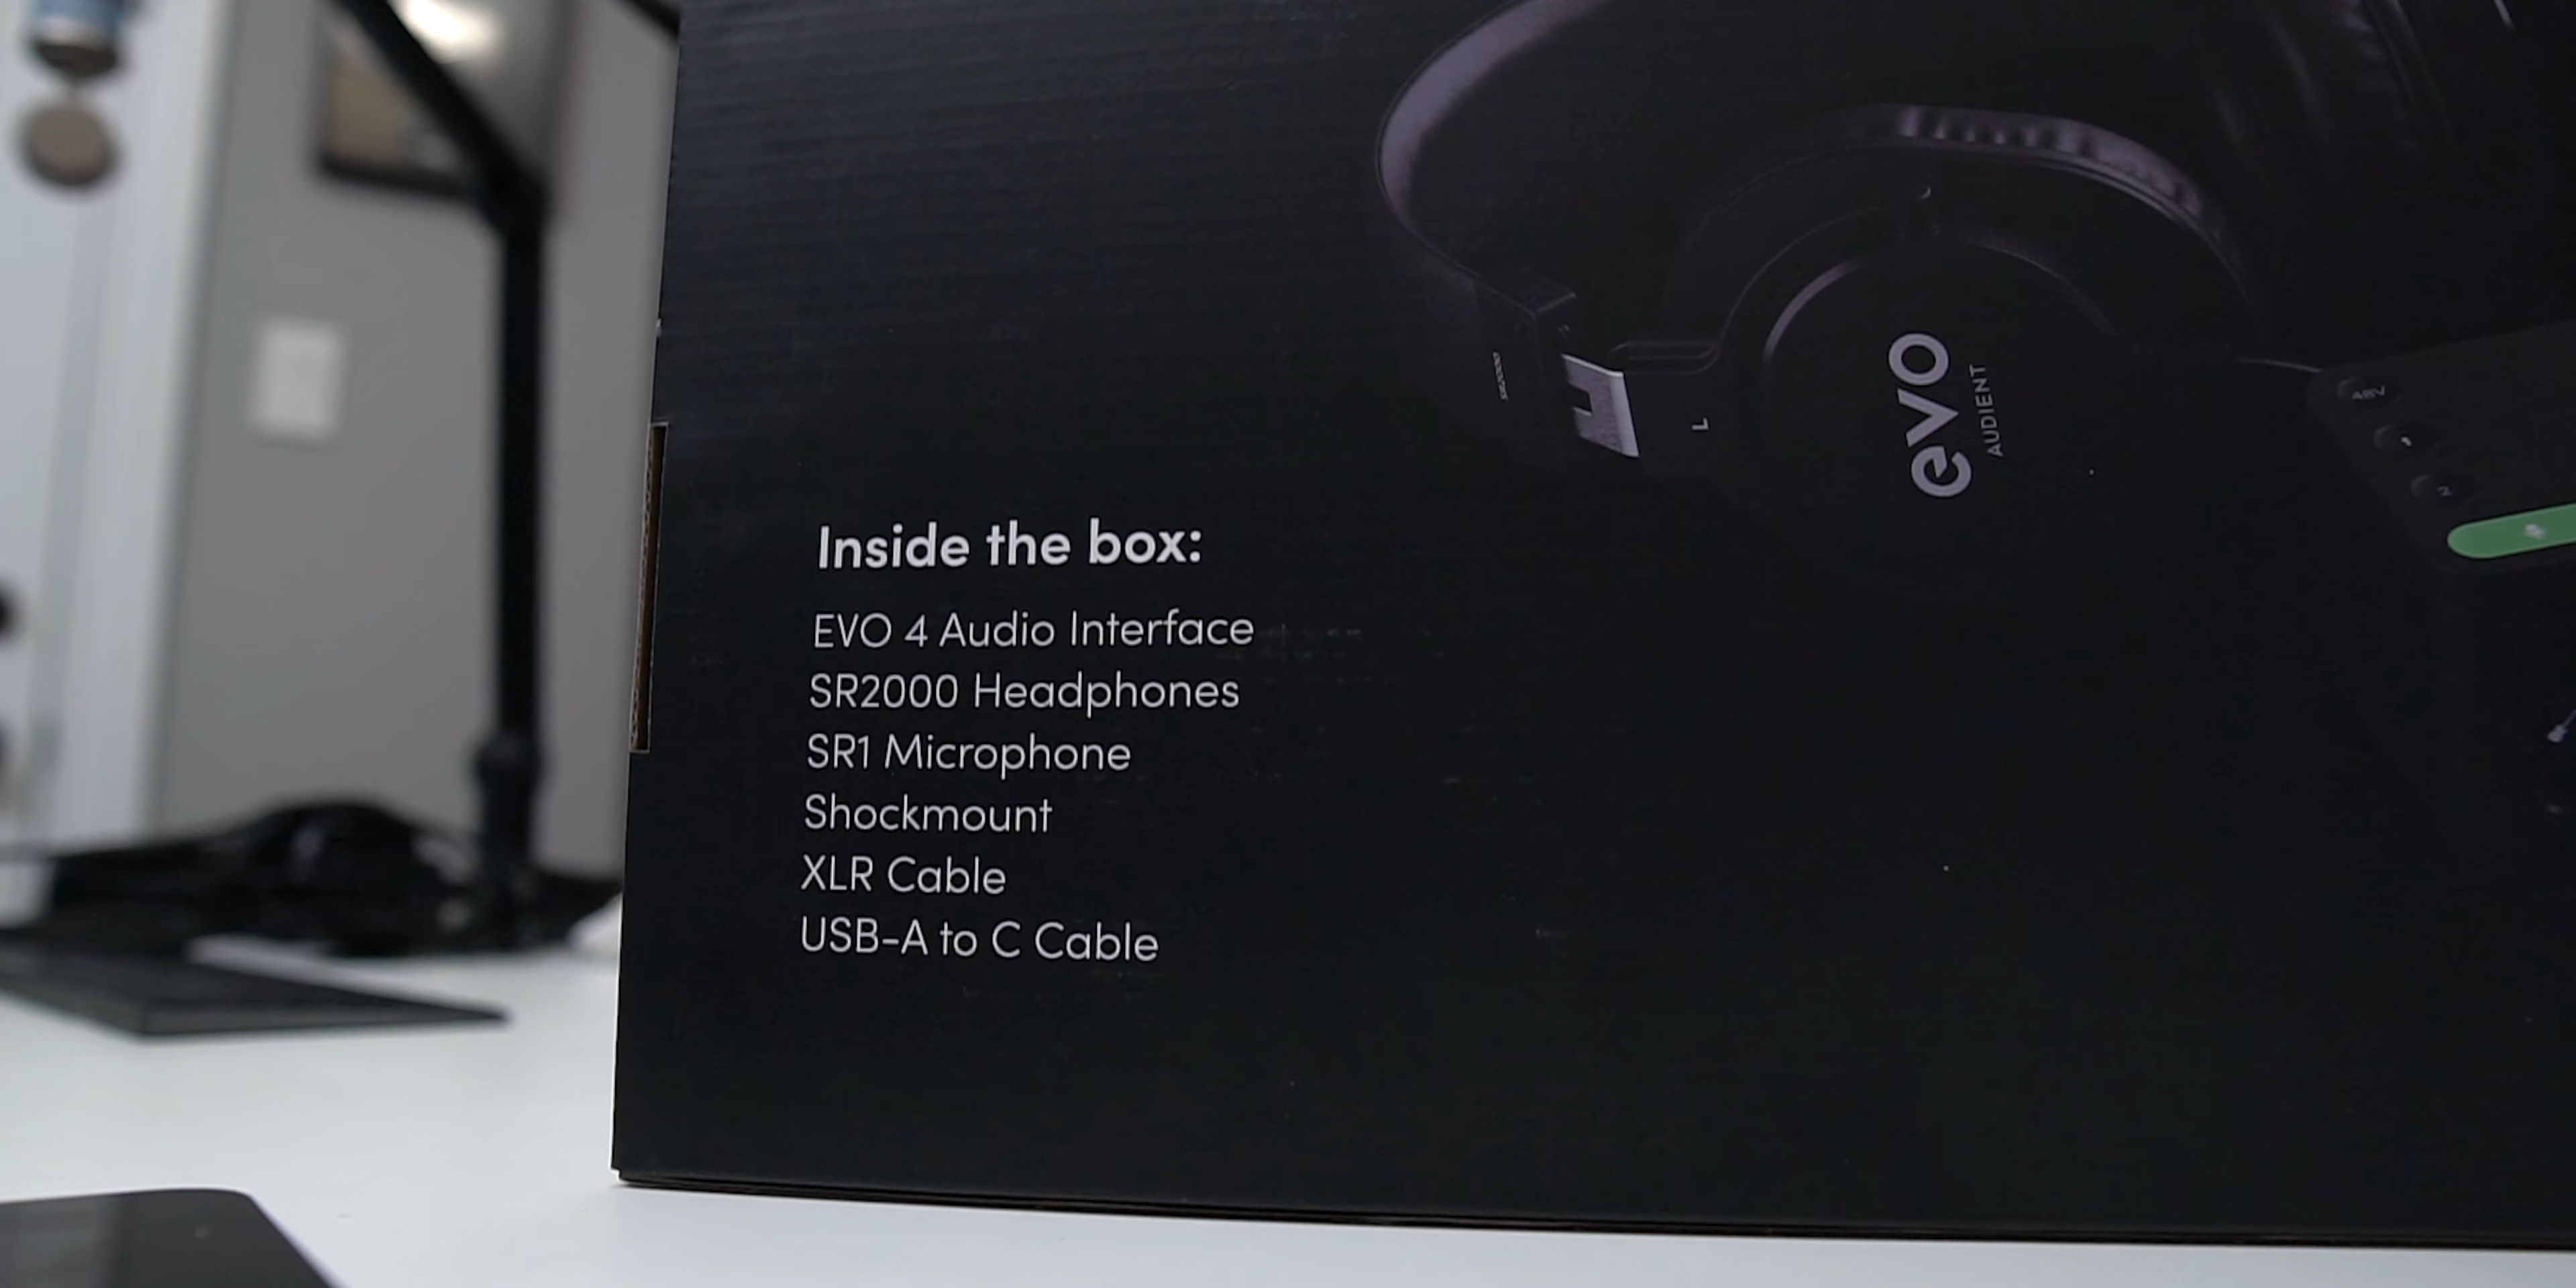 evo
AUDIENT
SR2000
L
48V
Inside the box:
EVO 4 Audio Interface
SR2000 Headphones
SR1 Microphone
Shockmount
XLR Cable
USB-A to C Cable